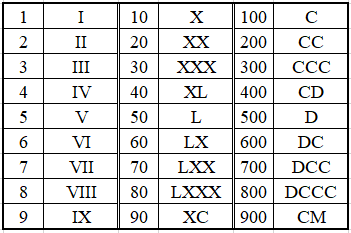 1 I 10 X 100 C
2 II 20 XX 200 CC
3 III 30 XXX 300 CCC
4 IV 40 XL 400 CD
5 V 50 L 500 D
6 VI 60 LX 600 DC
7 VII 70 LXX 700 DCC
8 VIII 80 LXXX 800 DCCC
9 IX 90 XC 900 CM